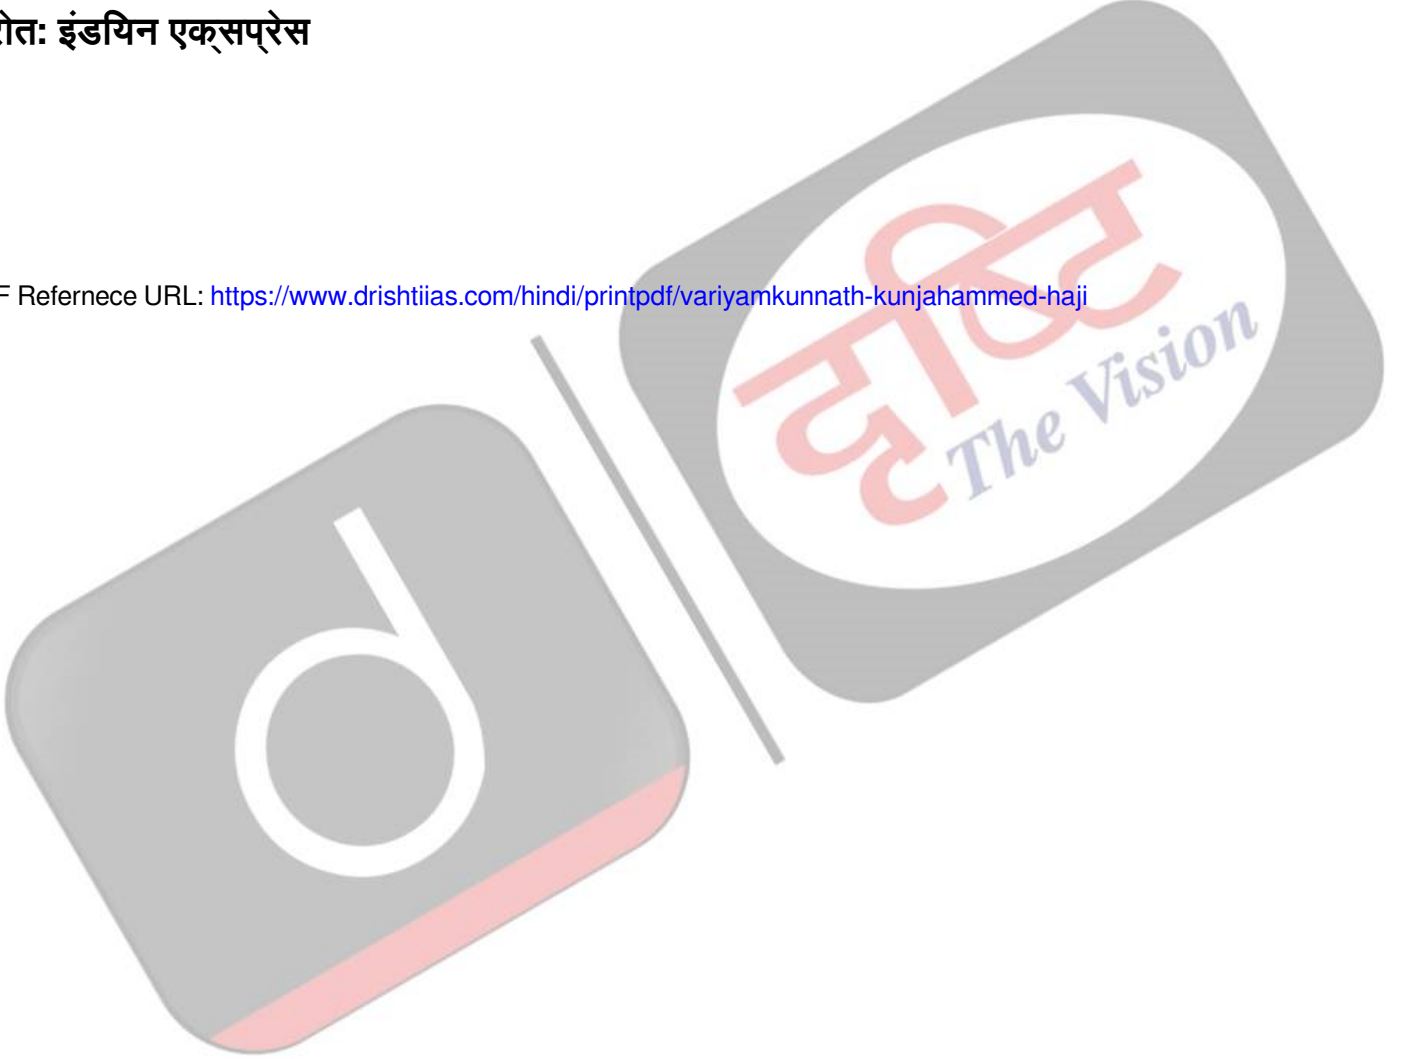 रोत: इंडियन एक्सप्रेस
F Refernece URL: https://www.drishtiias.com/hindi/printpdf/variyamkunnath-kunjahammed-haji
दृष्टि
The Vision
d